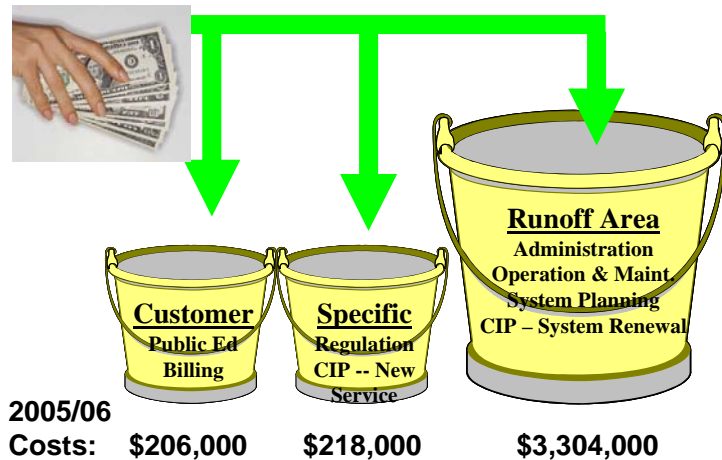 Customer
Public Ed
Billing
Specific
Regulation
CIP -- New
Service
Runoff Area
Administration
Operation & Maint.
System Planning
CIP – System Renewal
2005/06
Costs: $206,000 $218,000 $3,304,000